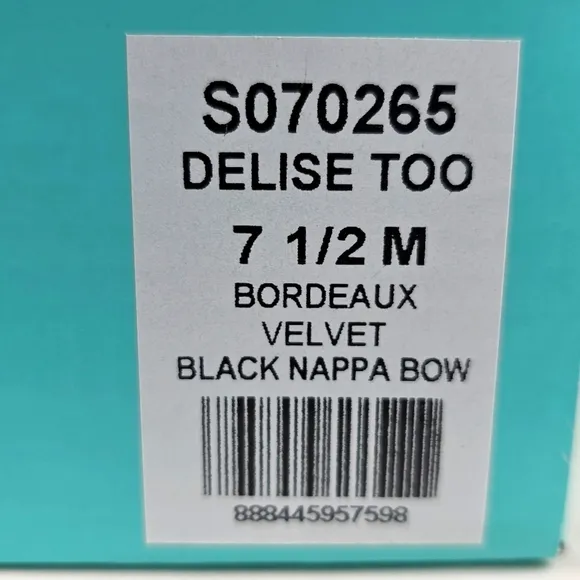 S070265
DELISE TOO
7 1/2 M
BORDEAUX
VELVET
BLACK NAPPA BOW
888445957598